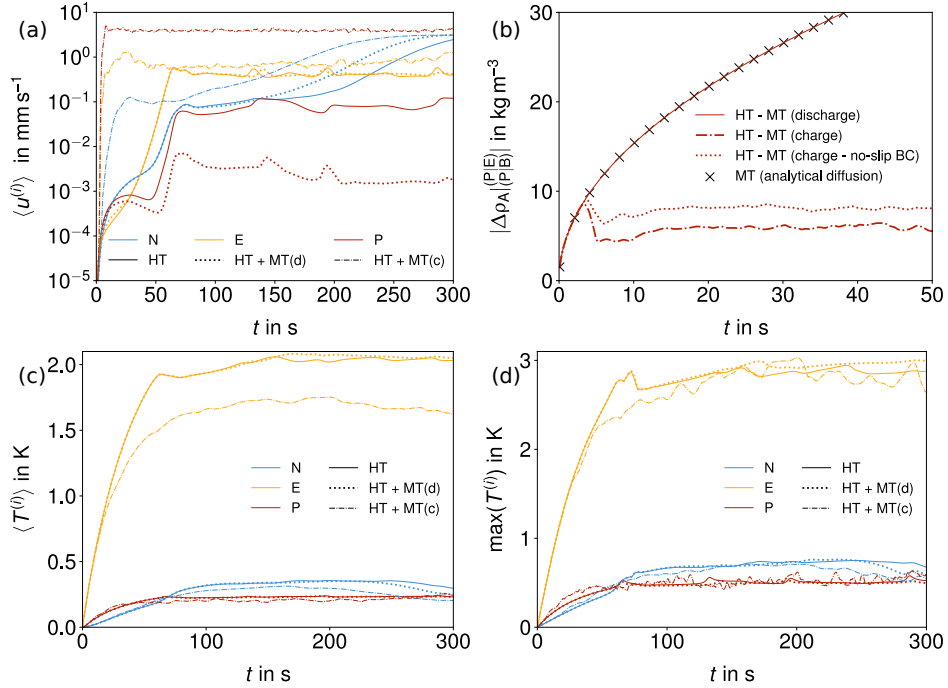 (a)
⟨u⁽ⁱ⁾⟩ in mm s⁻¹
10¹
10⁰
10⁻¹
10⁻²
10⁻³
10⁻⁴
10⁻⁵
N E P
HT HT + MT(d) HT + MT(c)
0 50 100 150 200 250 300
t in s
(b)
|Δρ_A|⁽ᴾ|ᴱ⁾₍P|B₎| in kg m⁻³
30
20
10
0
HT - MT (discharge)
HT - MT (charge)
HT - MT (charge - no-slip BC)
MT (analytical diffusion)
0 10 20 30 40 50
t in s
(c)
⟨T⁽ⁱ⁾⟩ in K
2.0
1.5
1.0
0.5
0.0
N HT
E HT + MT(d)
P HT + MT(c)
0 100 200 300
t in s
(d)
max(T⁽ⁱ⁾) in K
3
2
1
0
N HT
E HT + MT(d)
P HT + MT(c)
0 100 200 300
t in s